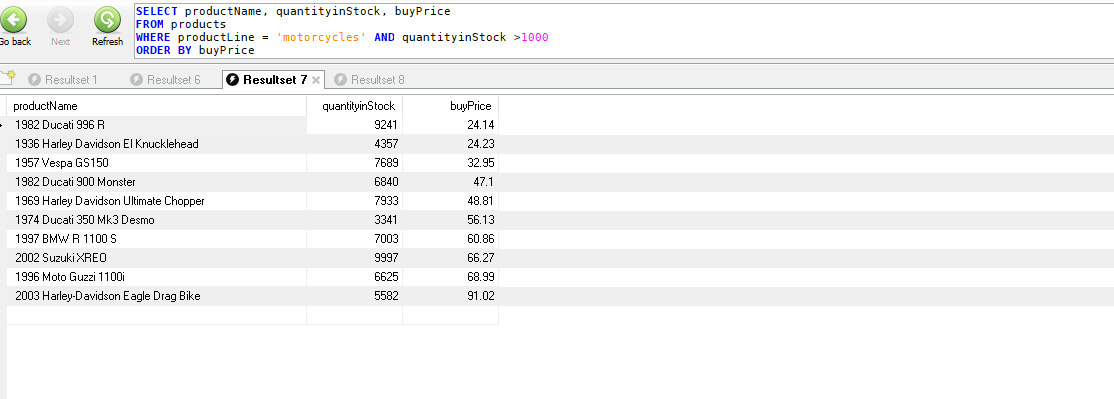 SELECT productName, quantityinStock, buyPrice
FROM products
WHERE productLine = 'motorcycles' AND quantityinStock >1000
ORDER BY buyPrice
Go back Next Refresh
Resultset 1 Resultset 6 Resultset 7 Resultset 8
productName quantityinStock buyPrice
1982 Ducati 996 R 9241 24.14
1936 Harley Davidson El Knucklehead 4357 24.23
1957 Vespa GS150 7689 32.95
1982 Ducati 900 Monster 6840 47.1
1969 Harley Davidson Ultimate Chopper 7933 48.81
1974 Ducati 350 Mk3 Desmo 3341 56.13
1997 BMW R 1100 S 7003 60.86
2002 Suzuki XREO 9997 66.27
1996 Moto Guzzi 1100i 6625 68.99
2003 Harley-Davidson Eagle Drag Bike 5582 91.02